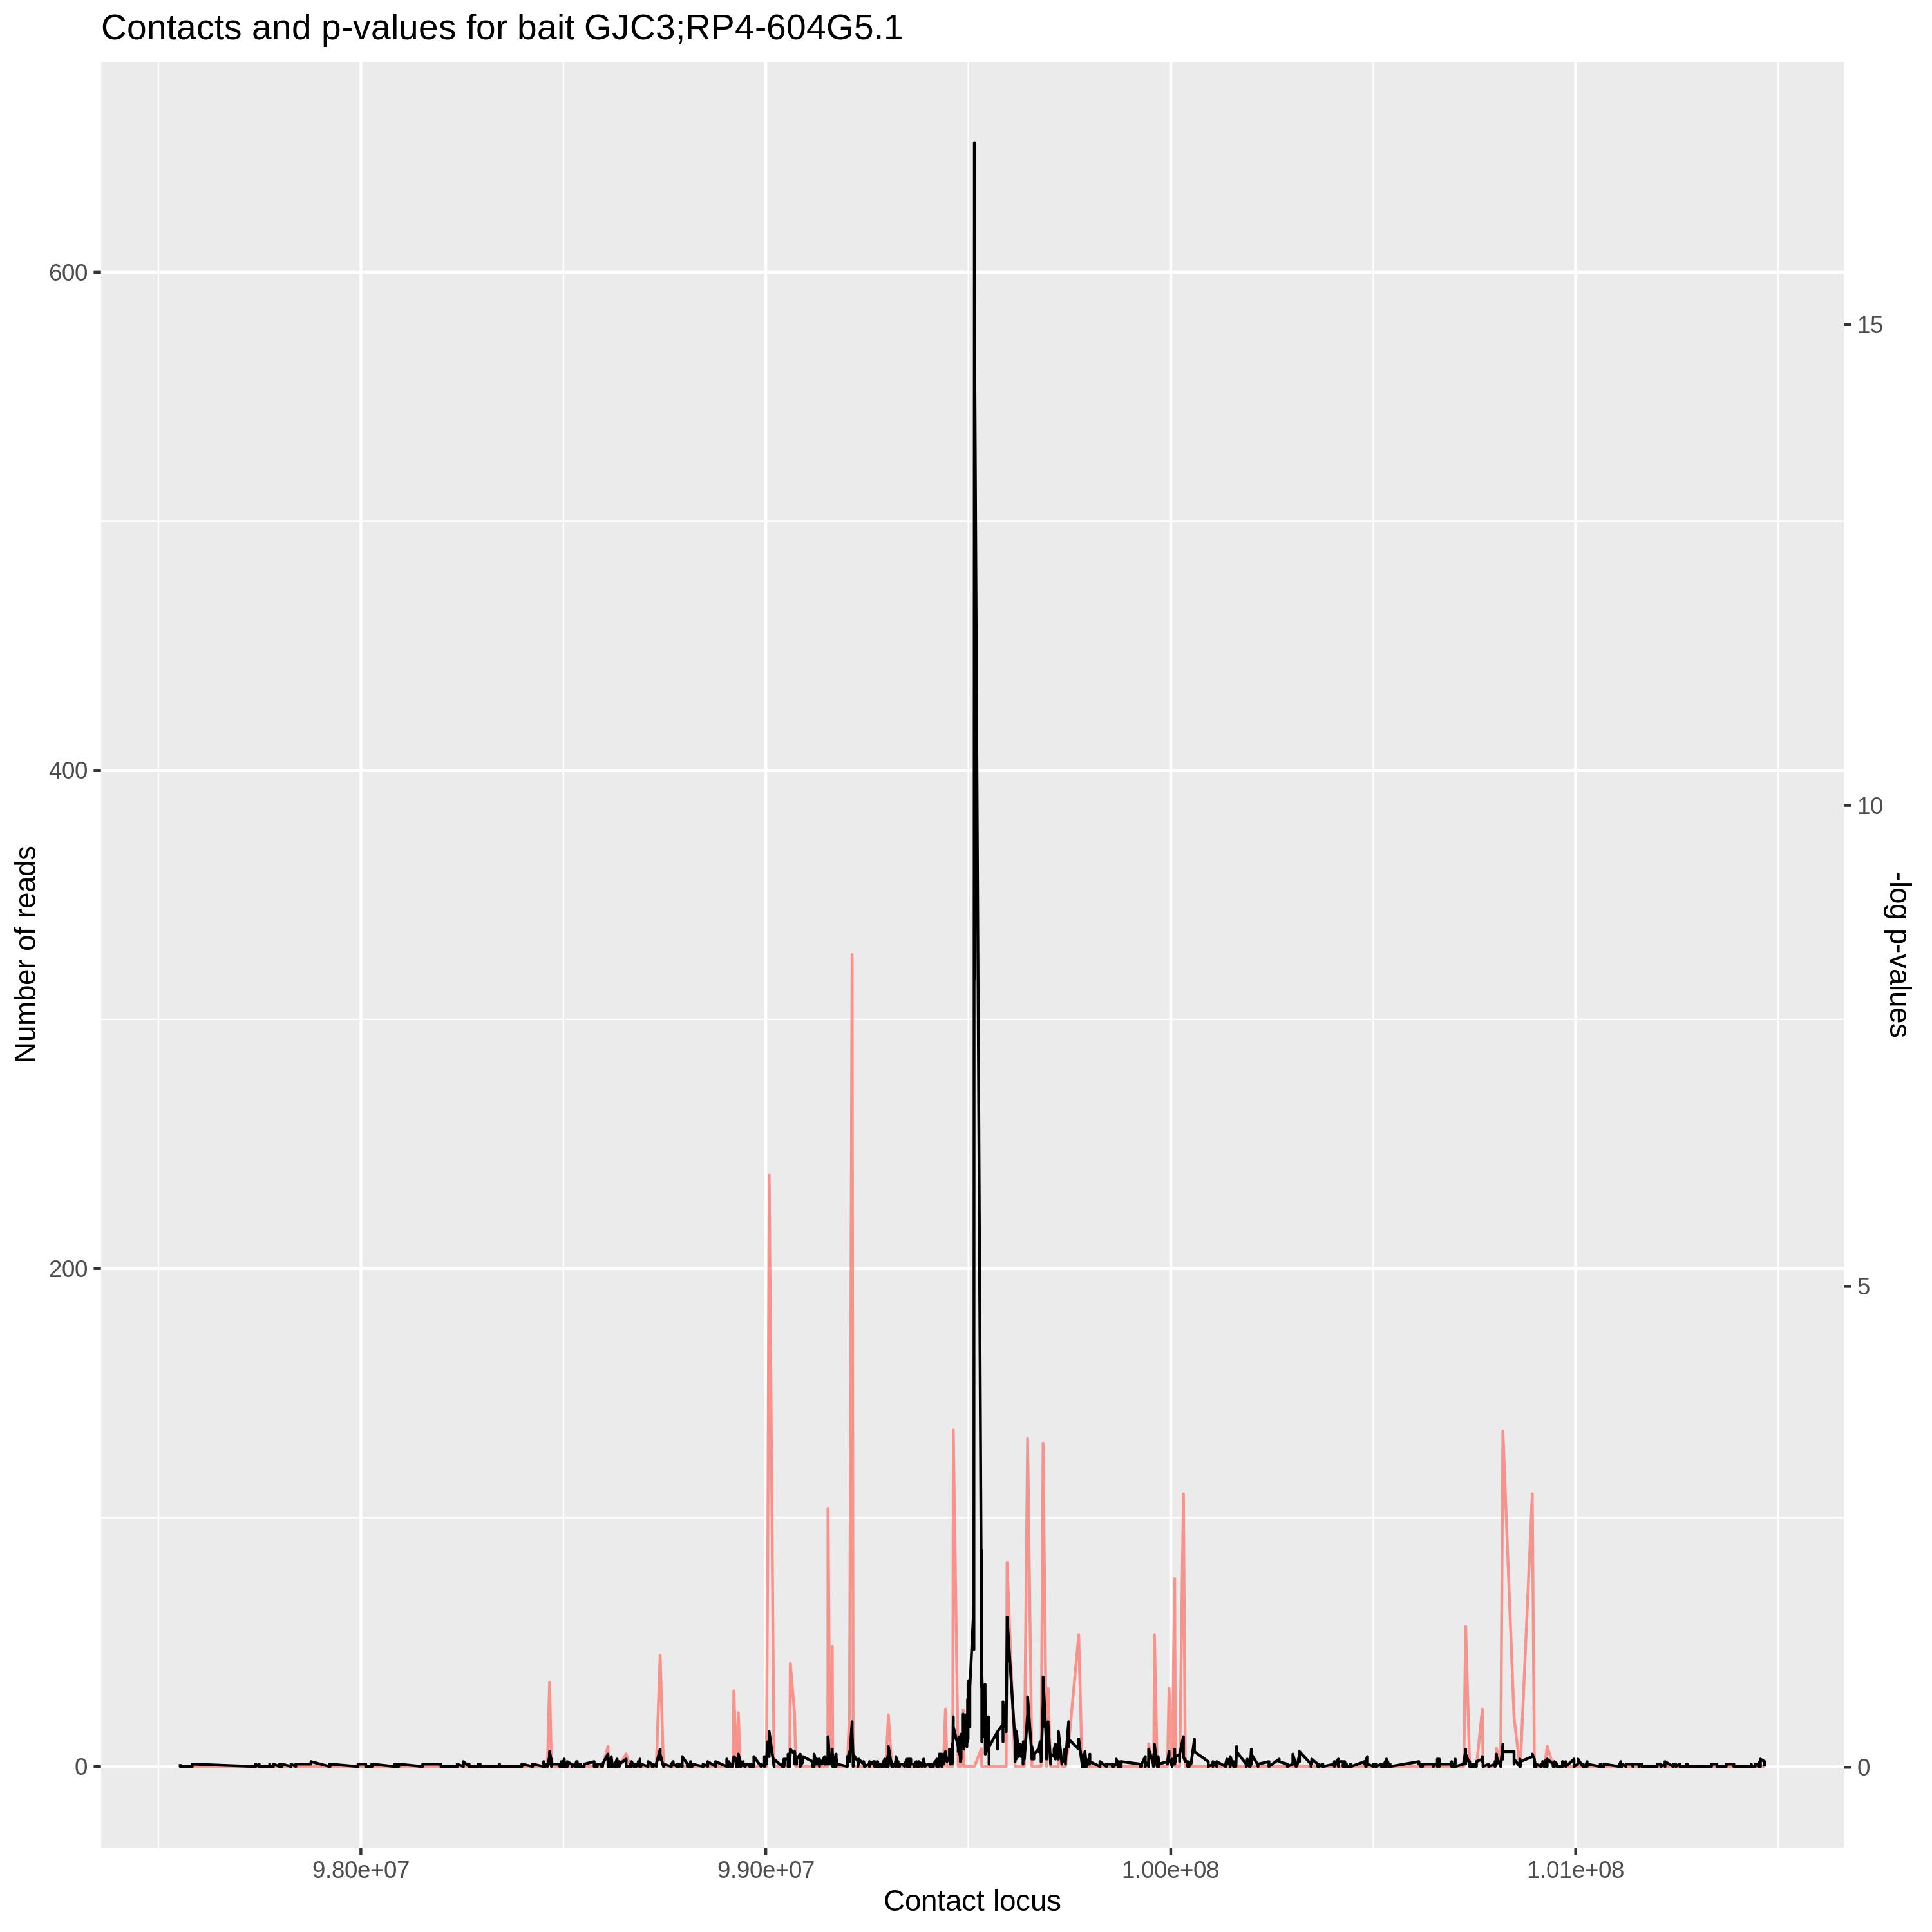 Contacts and p-values for bait GJC3;RP4-604G5.1
600
400
200
0
Number of reads
15
10
5
0
-log p-values
9.80e+07
9.90e+07
1.00e+08
1.01e+08
Contact locus